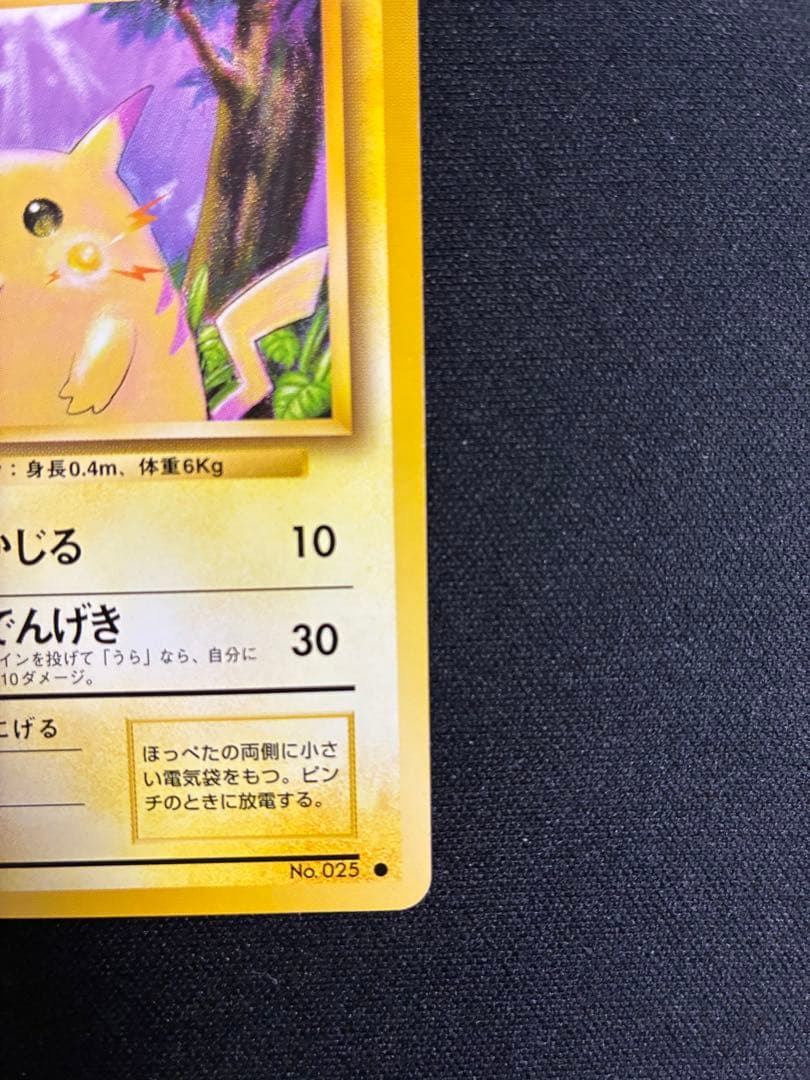 ：身長0.4m、体重6Kg
かじる 10
でんげき 30
インを投げて「うら」なら、自分に
10ダメージ。
にげる
ほっぺたの両側に小さ
い電気袋をもつ。ピン
チのときに放電する。
No. 025 ●